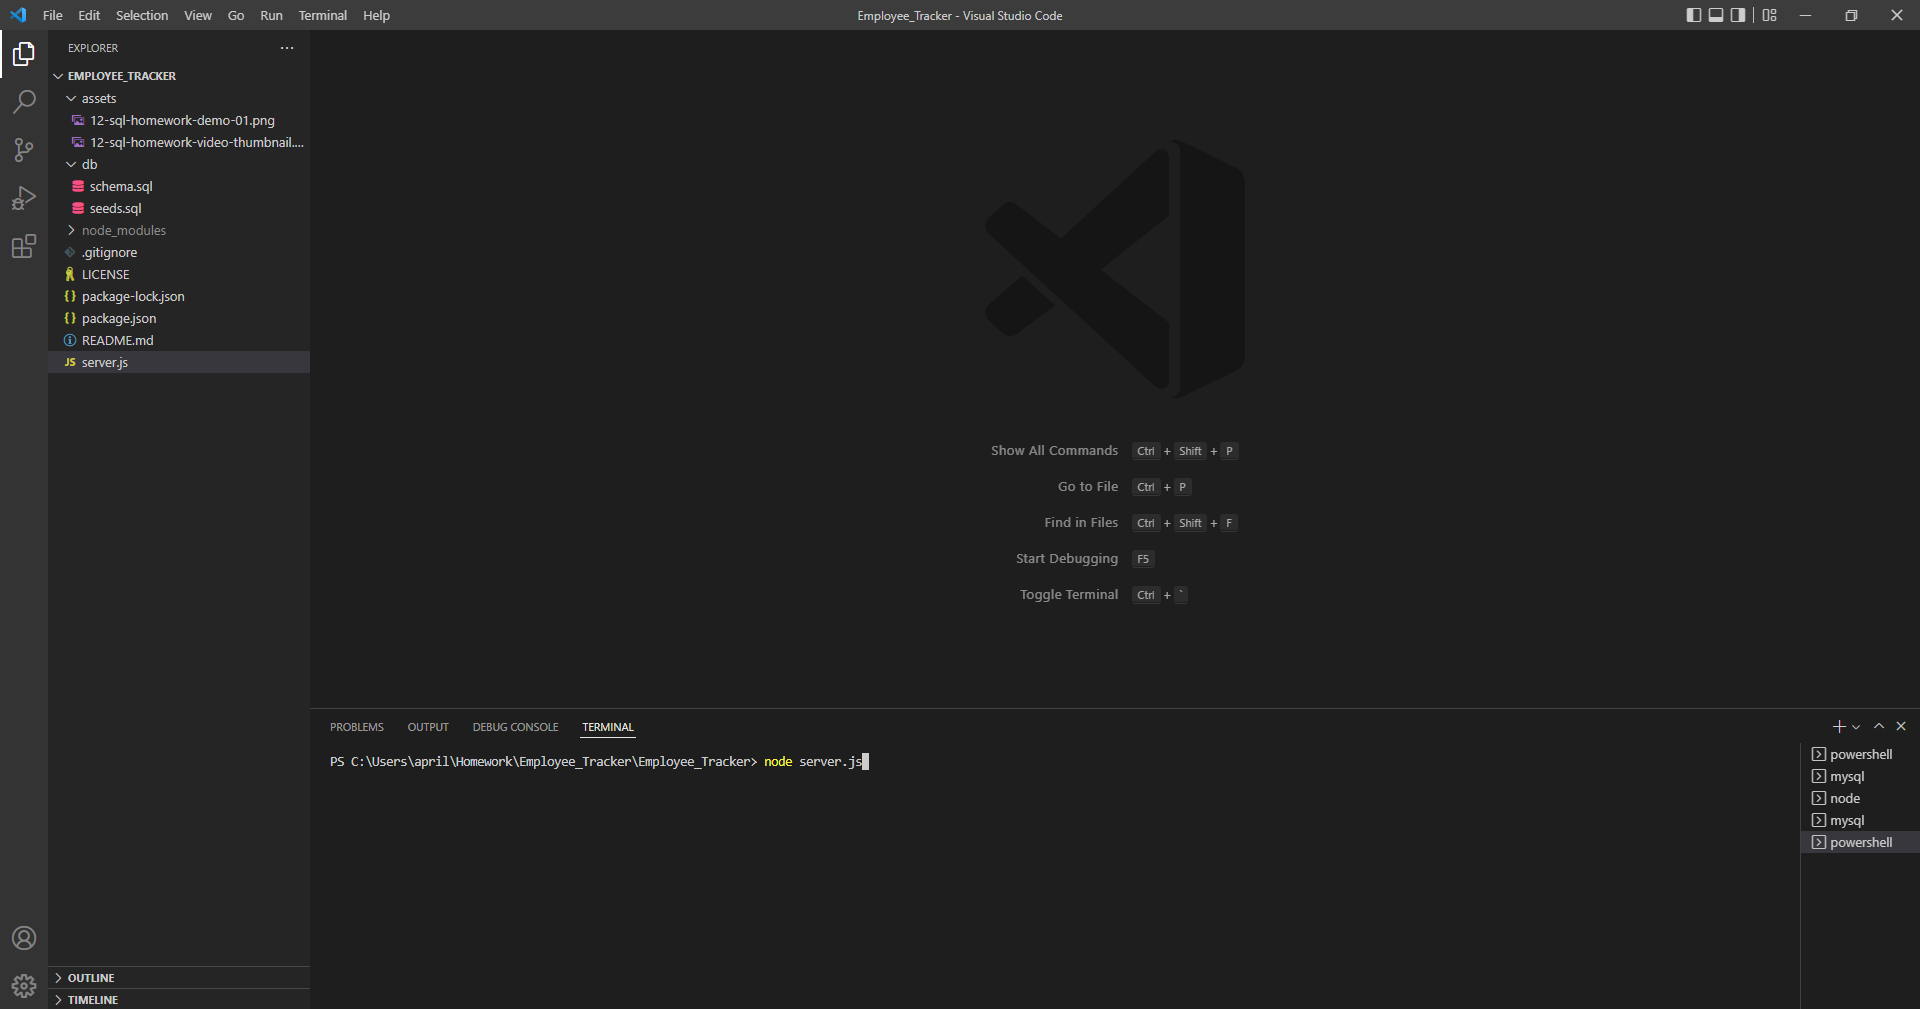 File Edit Selection View Go Run Terminal Help
Employee_Tracker - Visual Studio Code
EXPLORER
EMPLOYEE_TRACKER
assets
12-sql-homework-demo-01.png
12-sql-homework-video-thumbnail....
db
schema.sql
seeds.sql
node_modules
.gitignore
LICENSE
{} package-lock.json
{} package.json
README.md
JS server.js
OUTLINE
TIMELINE
Show All Commands Ctrl + Shift + P
Go to File Ctrl + P
Find in Files Ctrl + Shift + F
Start Debugging F5
Toggle Terminal Ctrl + `
PROBLEMS OUTPUT DEBUG CONSOLE TERMINAL
PS C:\Users\april\Homework\Employee_Tracker\Employee_Tracker> node server.js
powershell
mysql
node
mysql
powershell